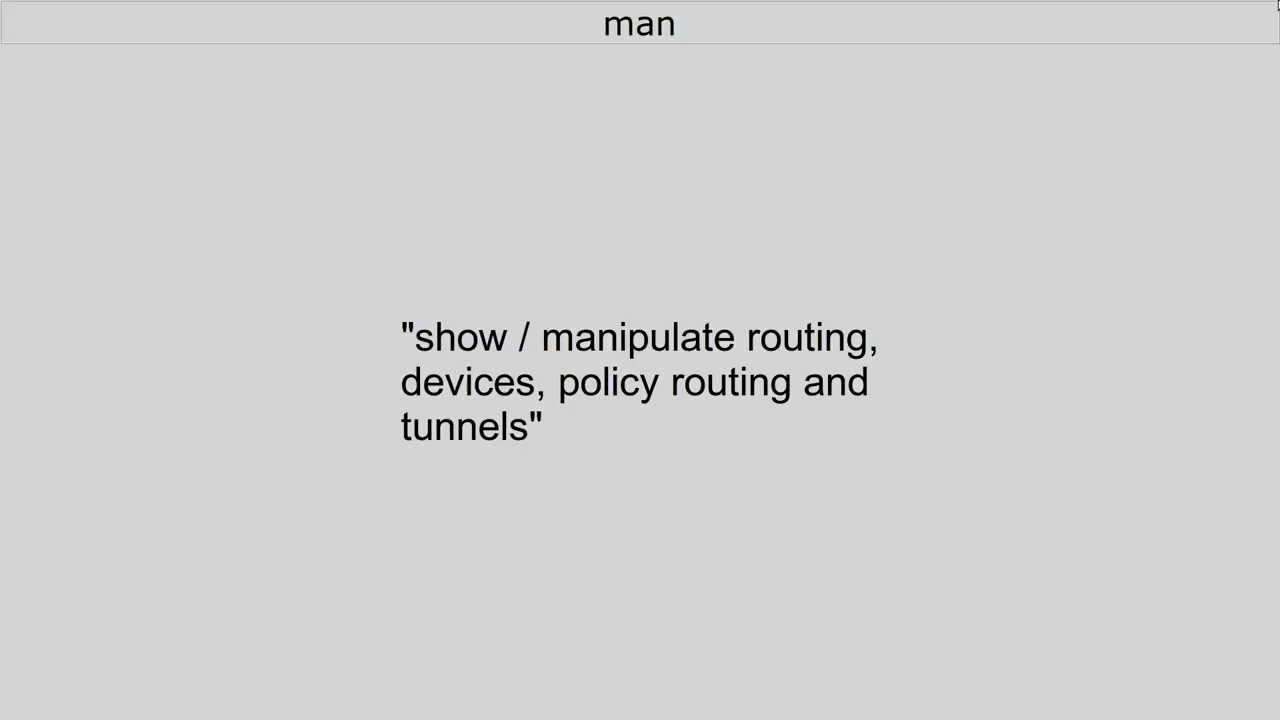 man
"show / manipulate routing,
devices, policy routing and
tunnels"